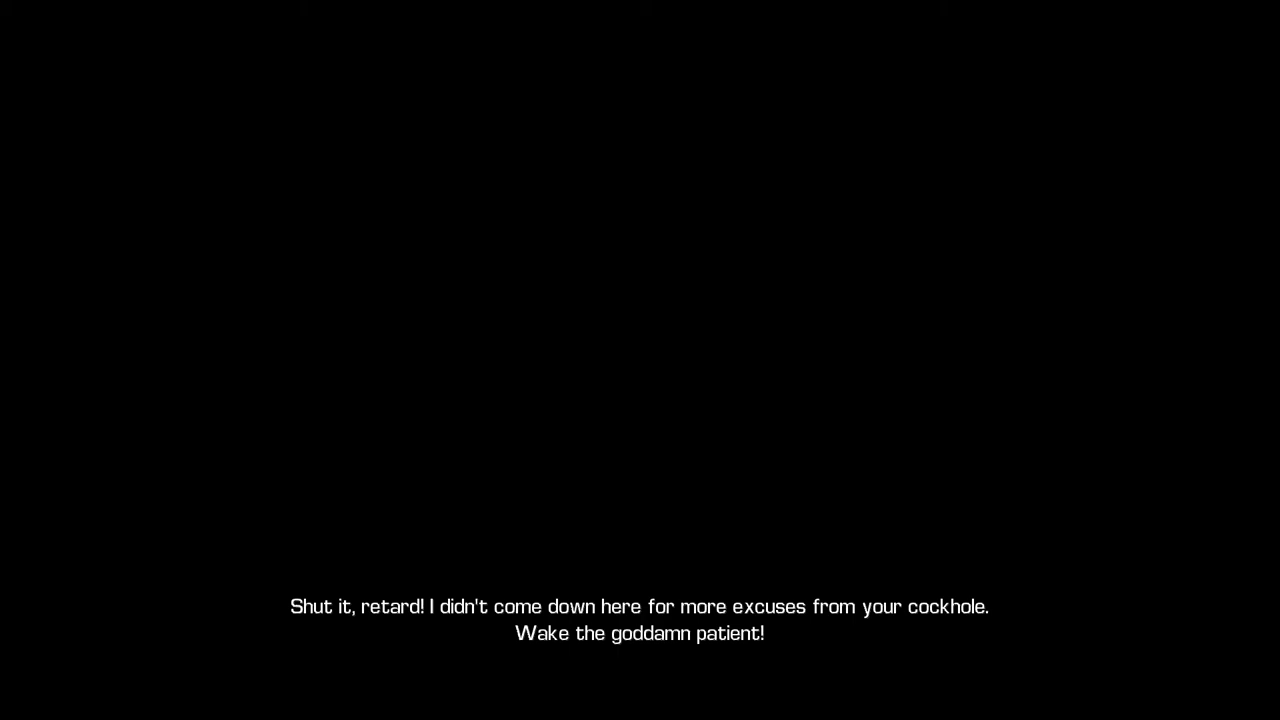 Shut it, retard! I didn't come down here for more excuses from your cockhole.
Wake the goddamn patient!